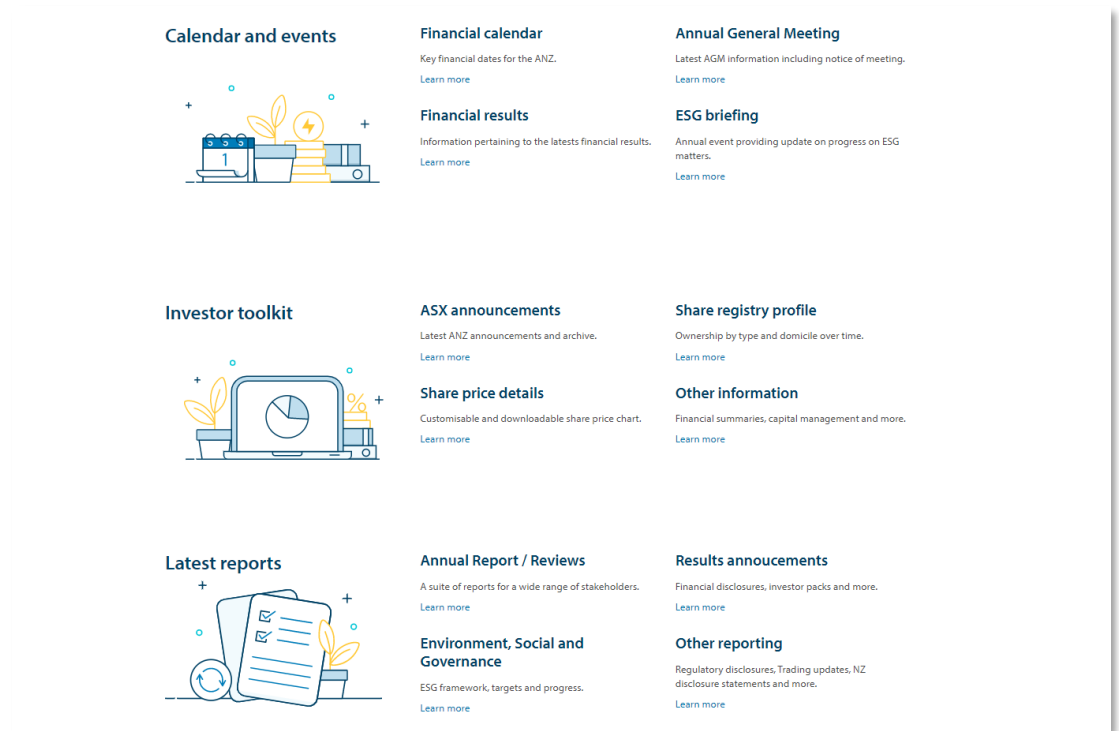 Calendar and events
Financial calendar
Key financial dates for the ANZ.
Learn more
Annual General Meeting
Latest AGM information including notice of meeting.
Learn more
Financial results
Information pertaining to the latests financial results.
Learn more
ESG briefing
Annual event providing update on progress on ESG
matters.
Learn more
1
Investor toolkit
ASX announcements
Latest ANZ announcements and archive.
Learn more
Share registry profile
Ownership by type and domicile over time.
Learn more
Share price details
Customisable and downloadable share price chart.
Learn more
Other information
Financial summaries, capital management and more.
Learn more
%
Latest reports
Annual Report / Reviews
A suite of reports for a wide range of stakeholders.
Learn more
Results annoucements
Financial disclosures, investor packs and more.
Learn more
Environment, Social and
Governance
ESG framework, targets and progress.
Learn more
Other reporting
Regulatory disclosures, Trading updates, NZ
disclosure statements and more.
Learn more